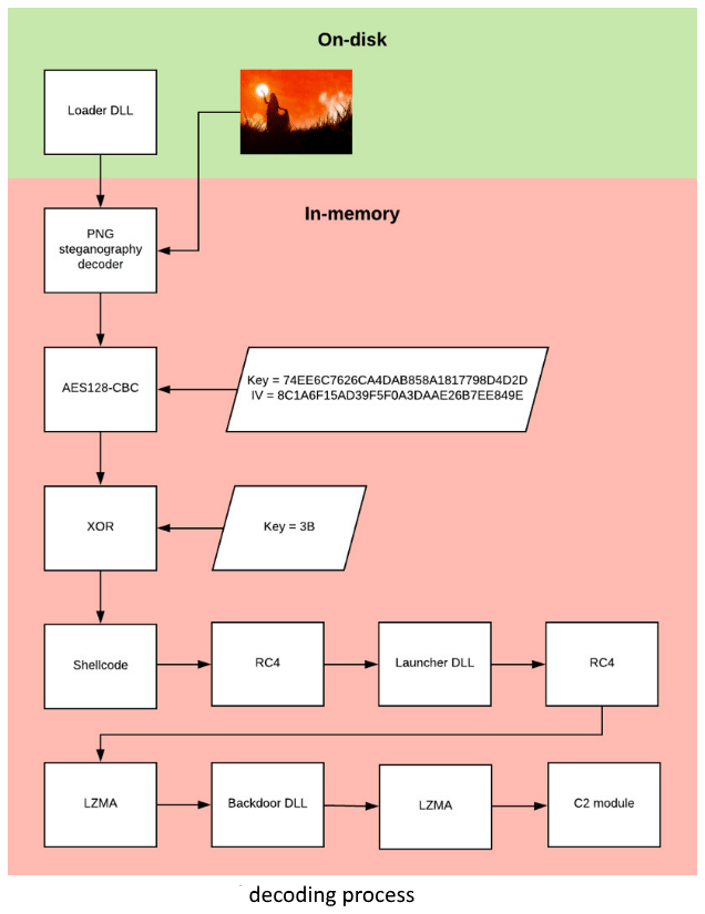 On-disk
Loader DLL
In-memory
PNG
steganography
decoder
AES128-CBC
Key = 74EE6C7626CA4DAB858A1817798D4D2D
IV = 8C1A6F15AD39F5F0A3DAAE26B7EE849E
XOR
Key = 3B
Shellcode
RC4
Launcher DLL
RC4
LZMA
Backdoor DLL
LZMA
C2 module
decoding process